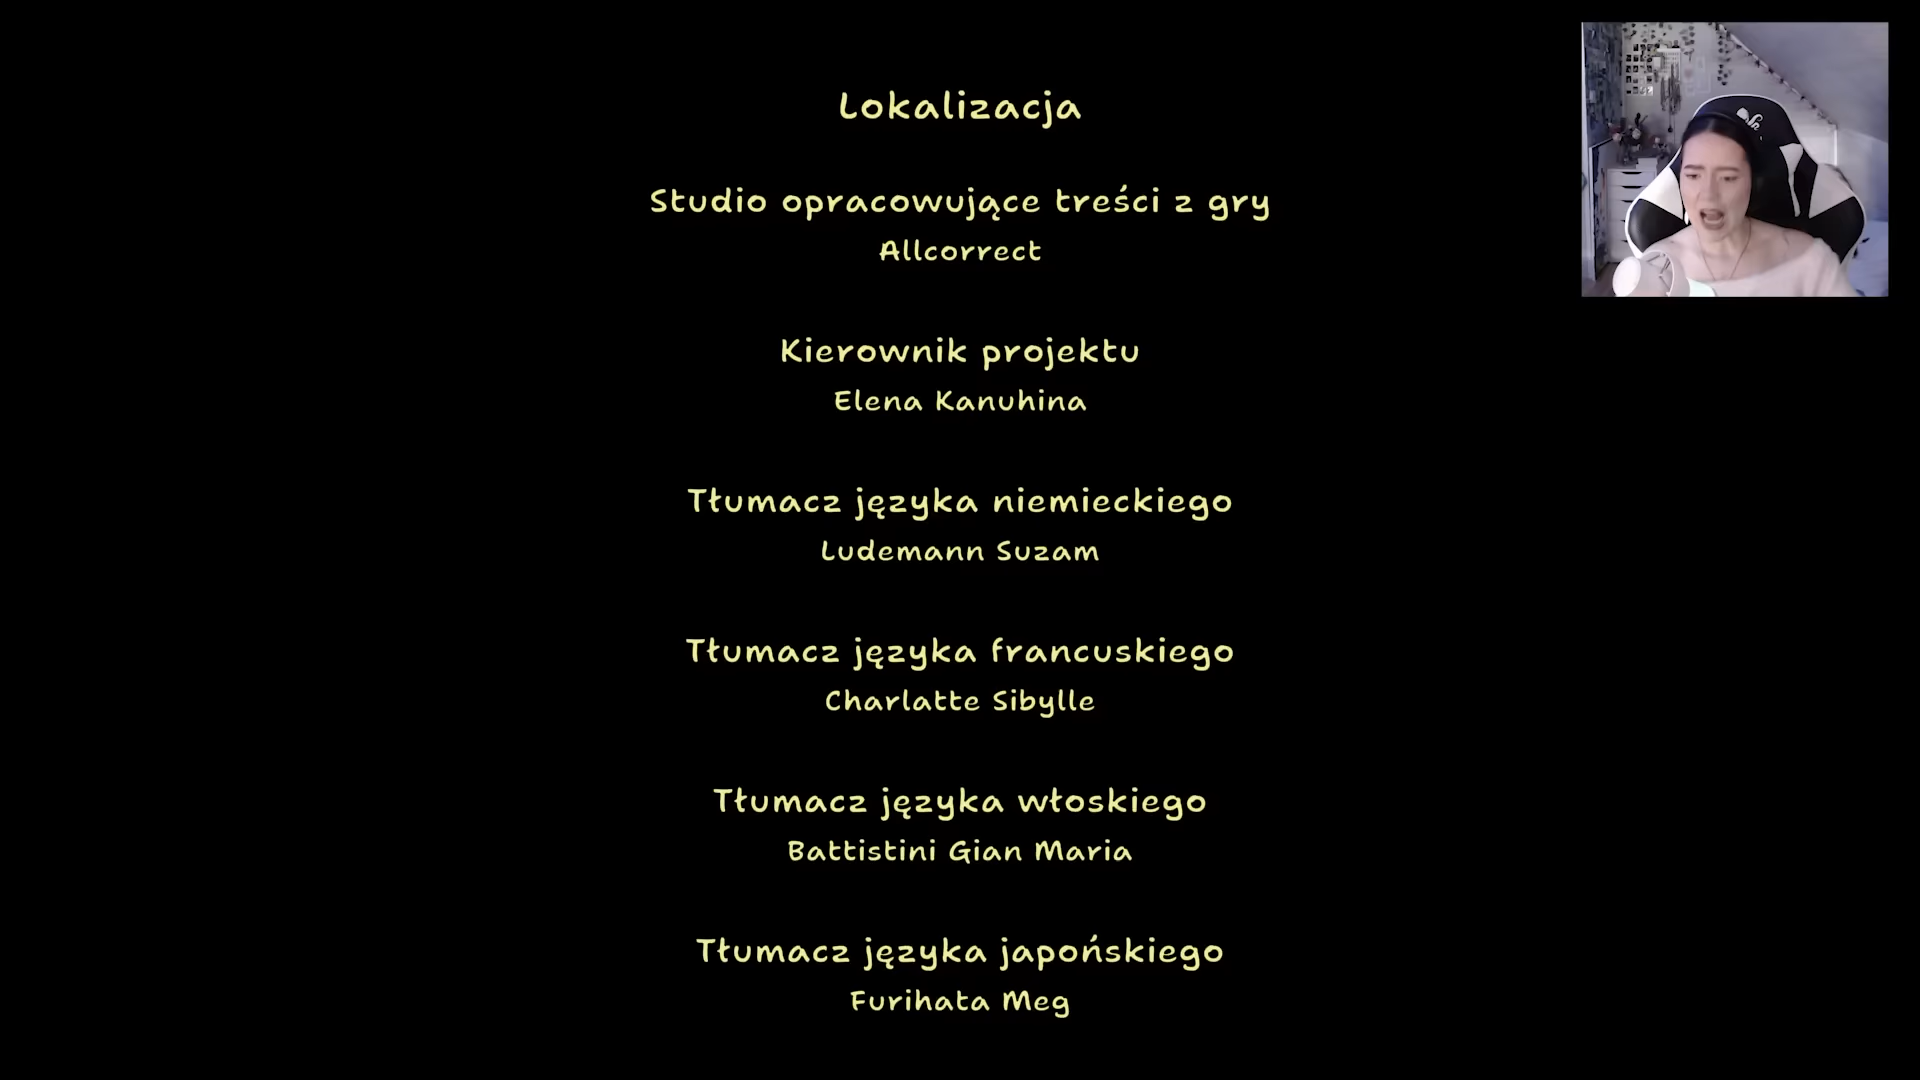 Lokalizacja
Studio opracowujące treści z gry
Allcorrect
Kierownik projektu
Elena Kanuhina
Tłumacz języka niemieckiego
Ludemann Suzam
Tłumacz języka francuskiego
Charlatte Sibylle
Tłumacz języka włoskiego
Battistini Gian Maria
Tłumacz języka japońskiego
Furihata Meg